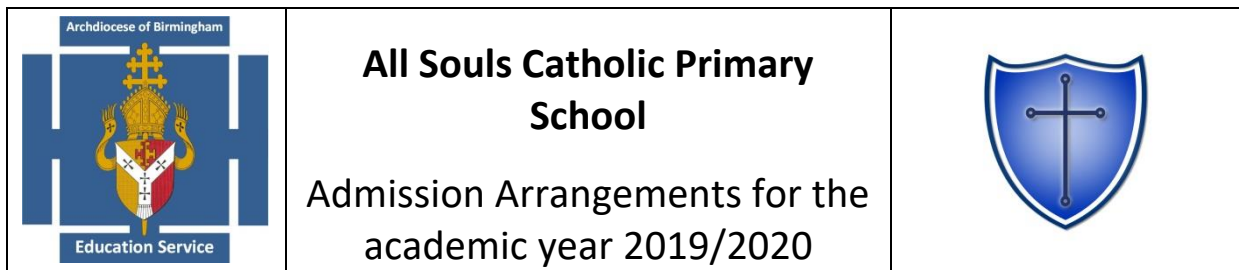 Archdiocese of Birmingham
Education Service
All Souls Catholic Primary
School
Admission Arrangements for the
academic year 2019/2020